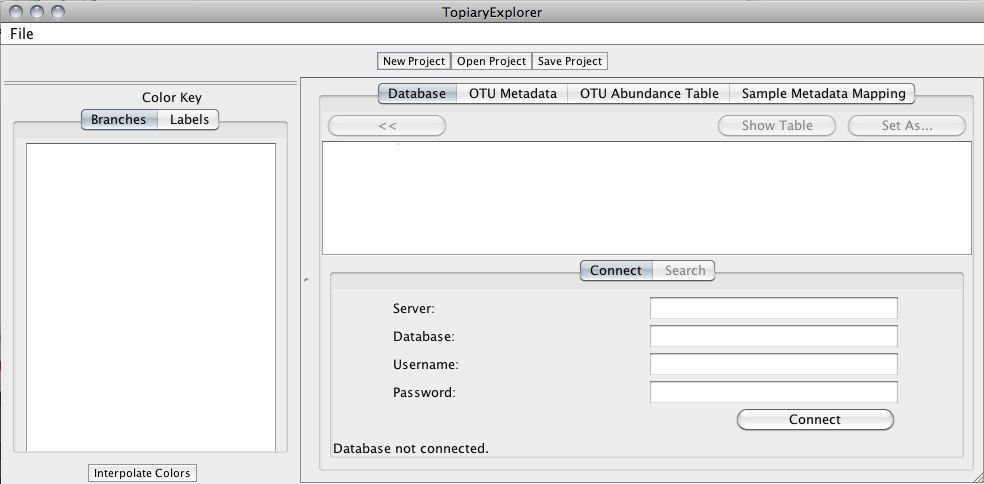 TopiaryExplorer
File
New Project Open Project Save Project
Color Key
Branches Labels
Database OTU Metadata OTU Abundance Table Sample Metadata Mapping
<< Show Table Set As...
Connect Search
Server:
Database:
Username:
Password:
Connect
Database not connected.
Interpolate Colors